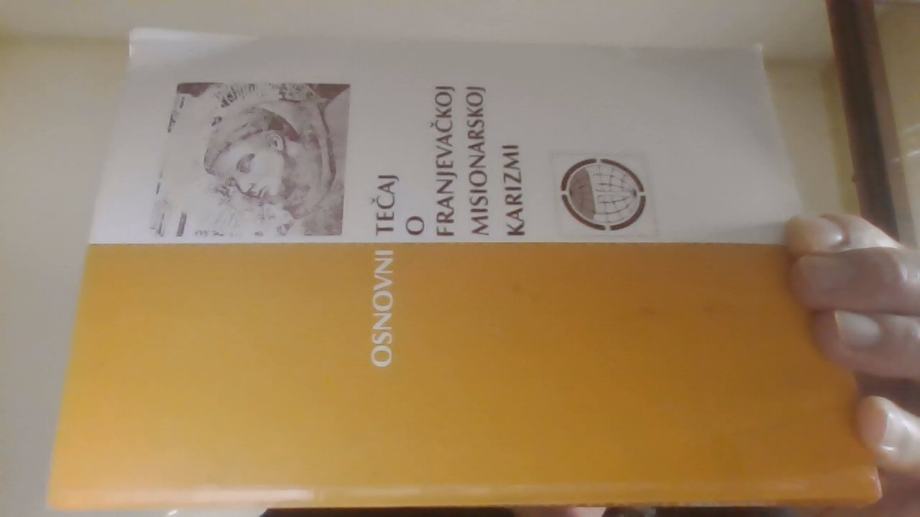 OSNOVNI TEČAJ
O
FRANJEVAČKOJ
MISIONARSKOJ
KARIZMI